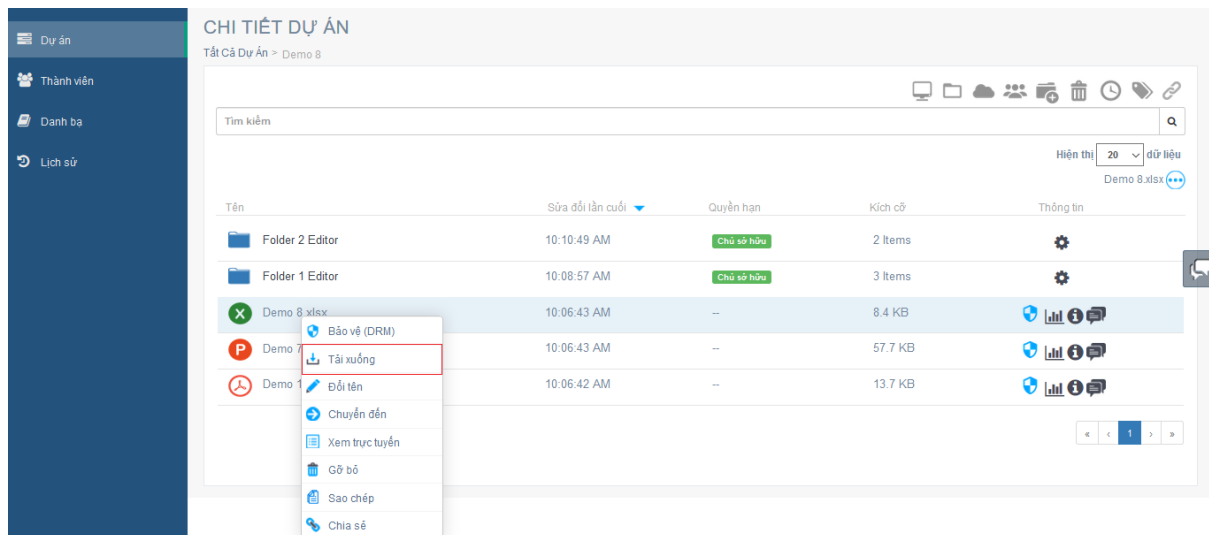 CHI TIẾT DỰ ÁN
Tất Cả Dự Án > Demo 8
Dự án
Thành viên
Danh bạ
Lịch sử
Tìm kiếm
Hiện thị 20 dữ liệu
Demo 8.xlsx
Tên Sửa đổi lần cuối Quyền hạn Kích cỡ Thông tin
Folder 2 Editor 10:10:49 AM Chủ sở hữu 2 Items
Folder 1 Editor 10:08:57 AM Chủ sở hữu 3 Items
Demo 8.xlsx 10:06:43 AM -- 8.4 KB
Demo 7 10:06:43 AM -- 57.7 KB
Demo 1 10:06:42 AM -- 13.7 KB
Bảo vệ (DRM)
Tải xuống
Đổi tên
Chuyển đến
Xem trực tuyến
Gỡ bỏ
Sao chép
Chia sẻ
« ‹ 1 › »